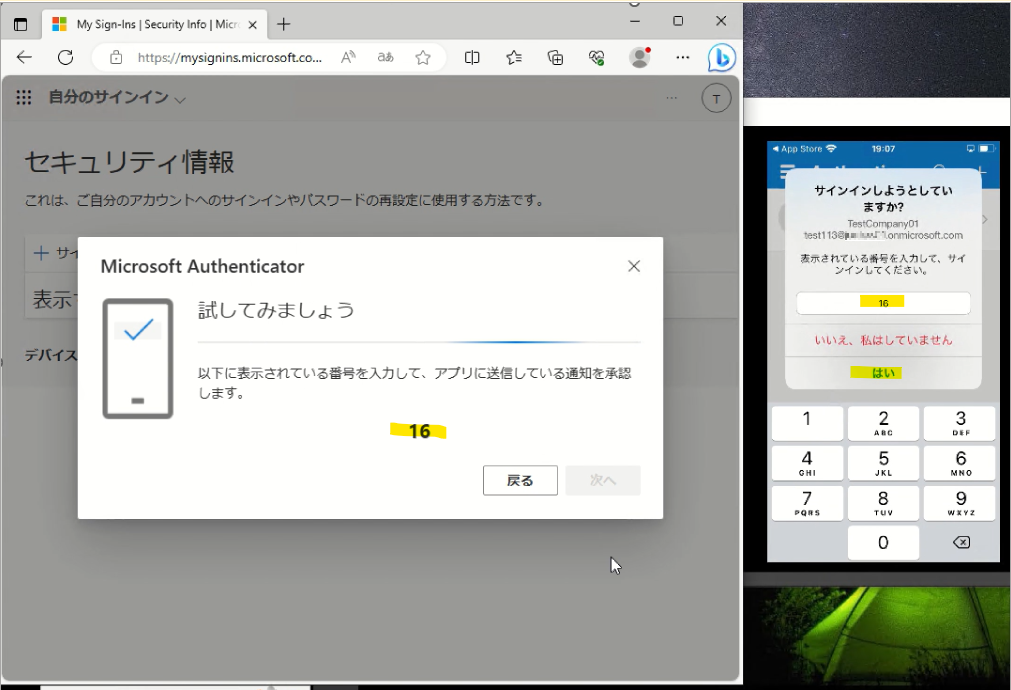 My Sign-Ins | Security Info | Micr
https://mysignins.microsoft.co...
自分のサインイン
T
セキュリティ情報
これは、ご自分のアカウントへのサインインやパスワードの再設定に使用する方法です。
サイ
表示
デバイス
Microsoft Authenticator
試してみましょう
以下に表示されている番号を入力して、アプリに送信している通知を承認
します。
16
戻る
次へ
App Store
19:07
サインインしようとしてい
ますか?
TestCompany01
.onmicrosoft.com
表示されている番号を入力して、サイ
ンインしてください。
16
いいえ、私はしていません
はい
1
2
ABC
3
DEF
4
GHI
5
JKL
6
MNO
7
PQRS
8
TUV
9
WXYZ
0